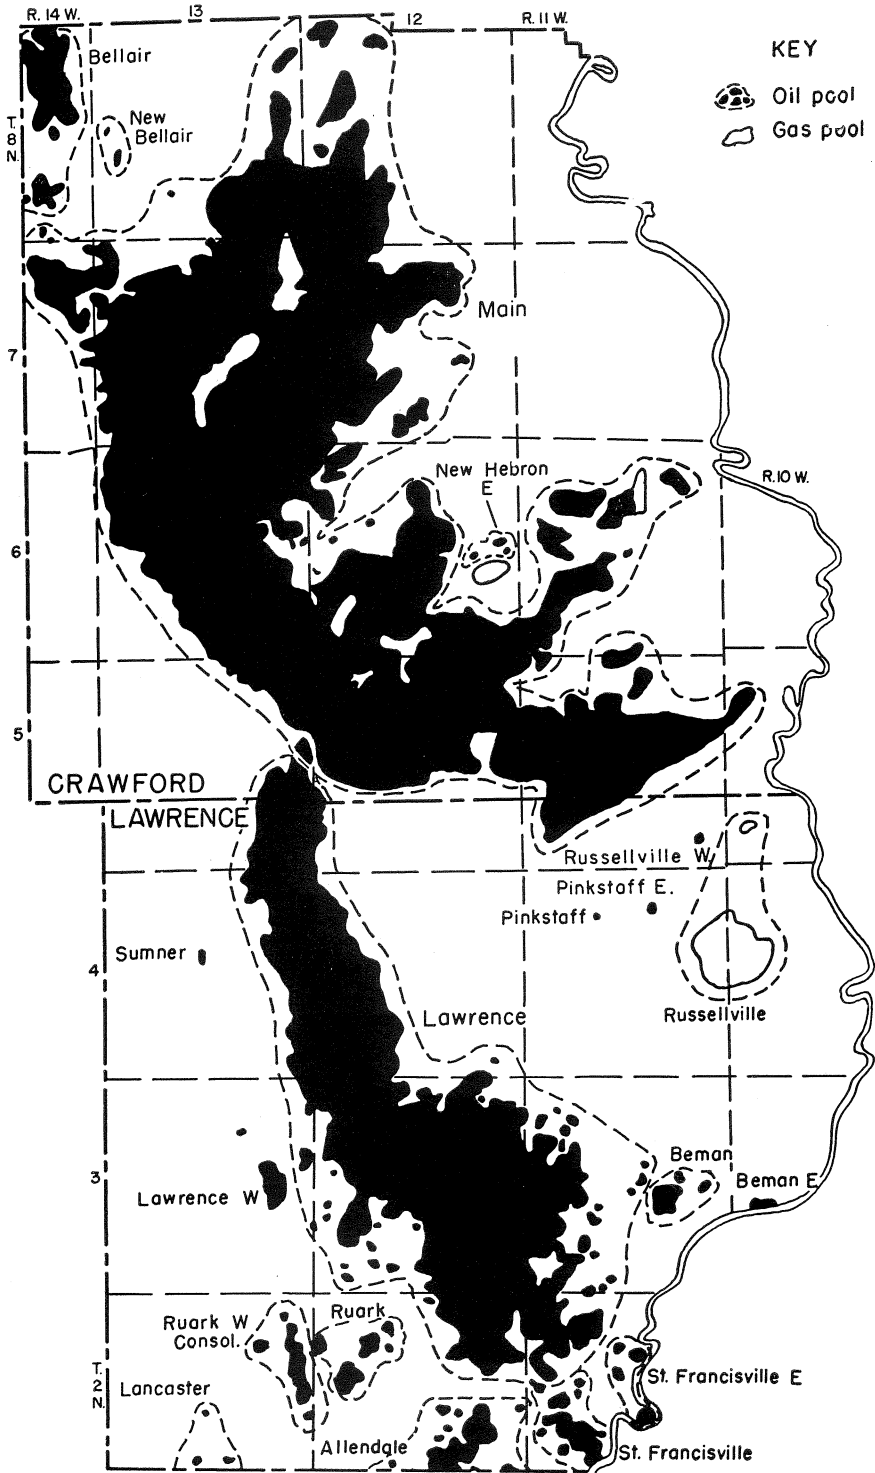 R. 14 W.
13
12
R. 11 W.
KEY
Oil pool
Gas pool
Bellair
New
Bellair
T.
8
N.
Main
7
New Hebron
E
R. 10 W.
6
5
CRAWFORD
LAWRENCE
Russellville W
Pinkstaff E.
Pinkstaff
Sumner
4
Lawrence
Russellville
3
Beman
Beman E
Lawrence W
Ruark W
Consol.
Ruark
T.
2
N.
Lancaster
St. Francisville E
Allendale
St. Francisville